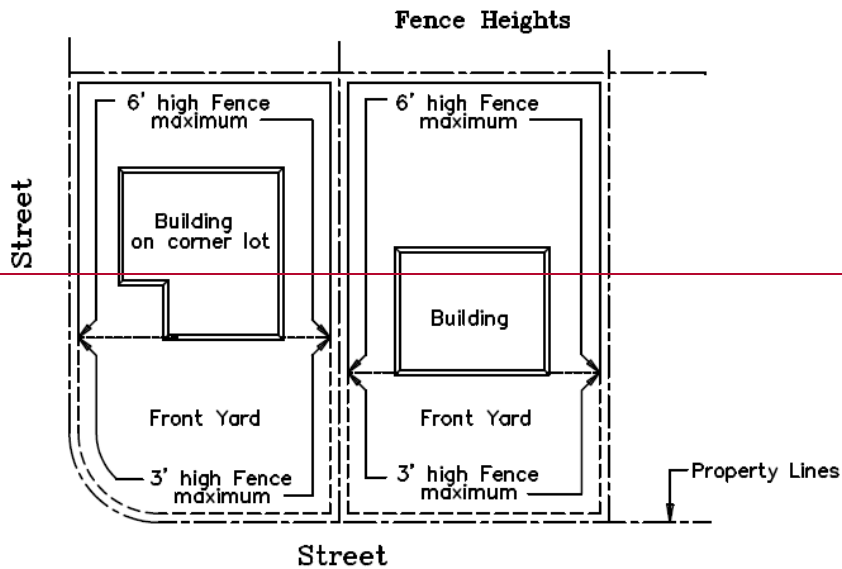 Fence Heights
6' high Fence
maximum
6' high Fence
maximum
Street
Building
on corner lot
Building
Front Yard
Front Yard
3' high Fence
maximum
3' high Fence
maximum
Property Lines
Street